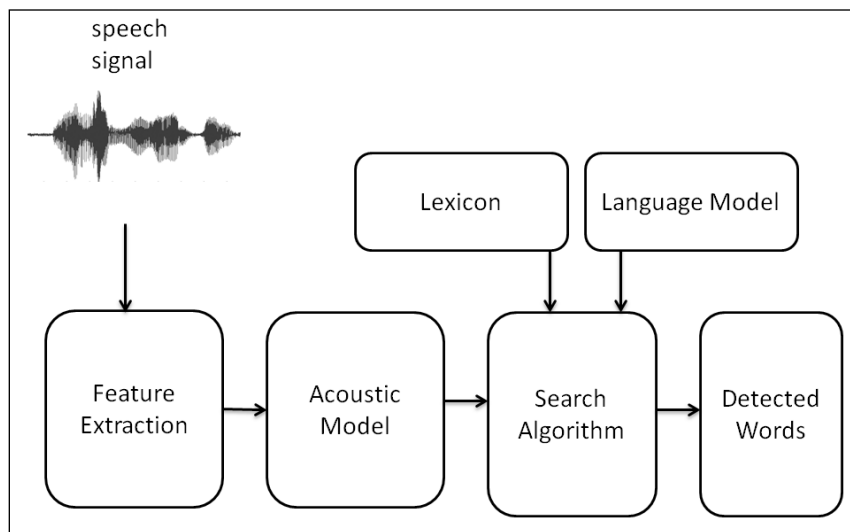 speech
signal
Lexicon
Language Model
Feature
Extraction
Acoustic
Model
Search
Algorithm
Detected
Words